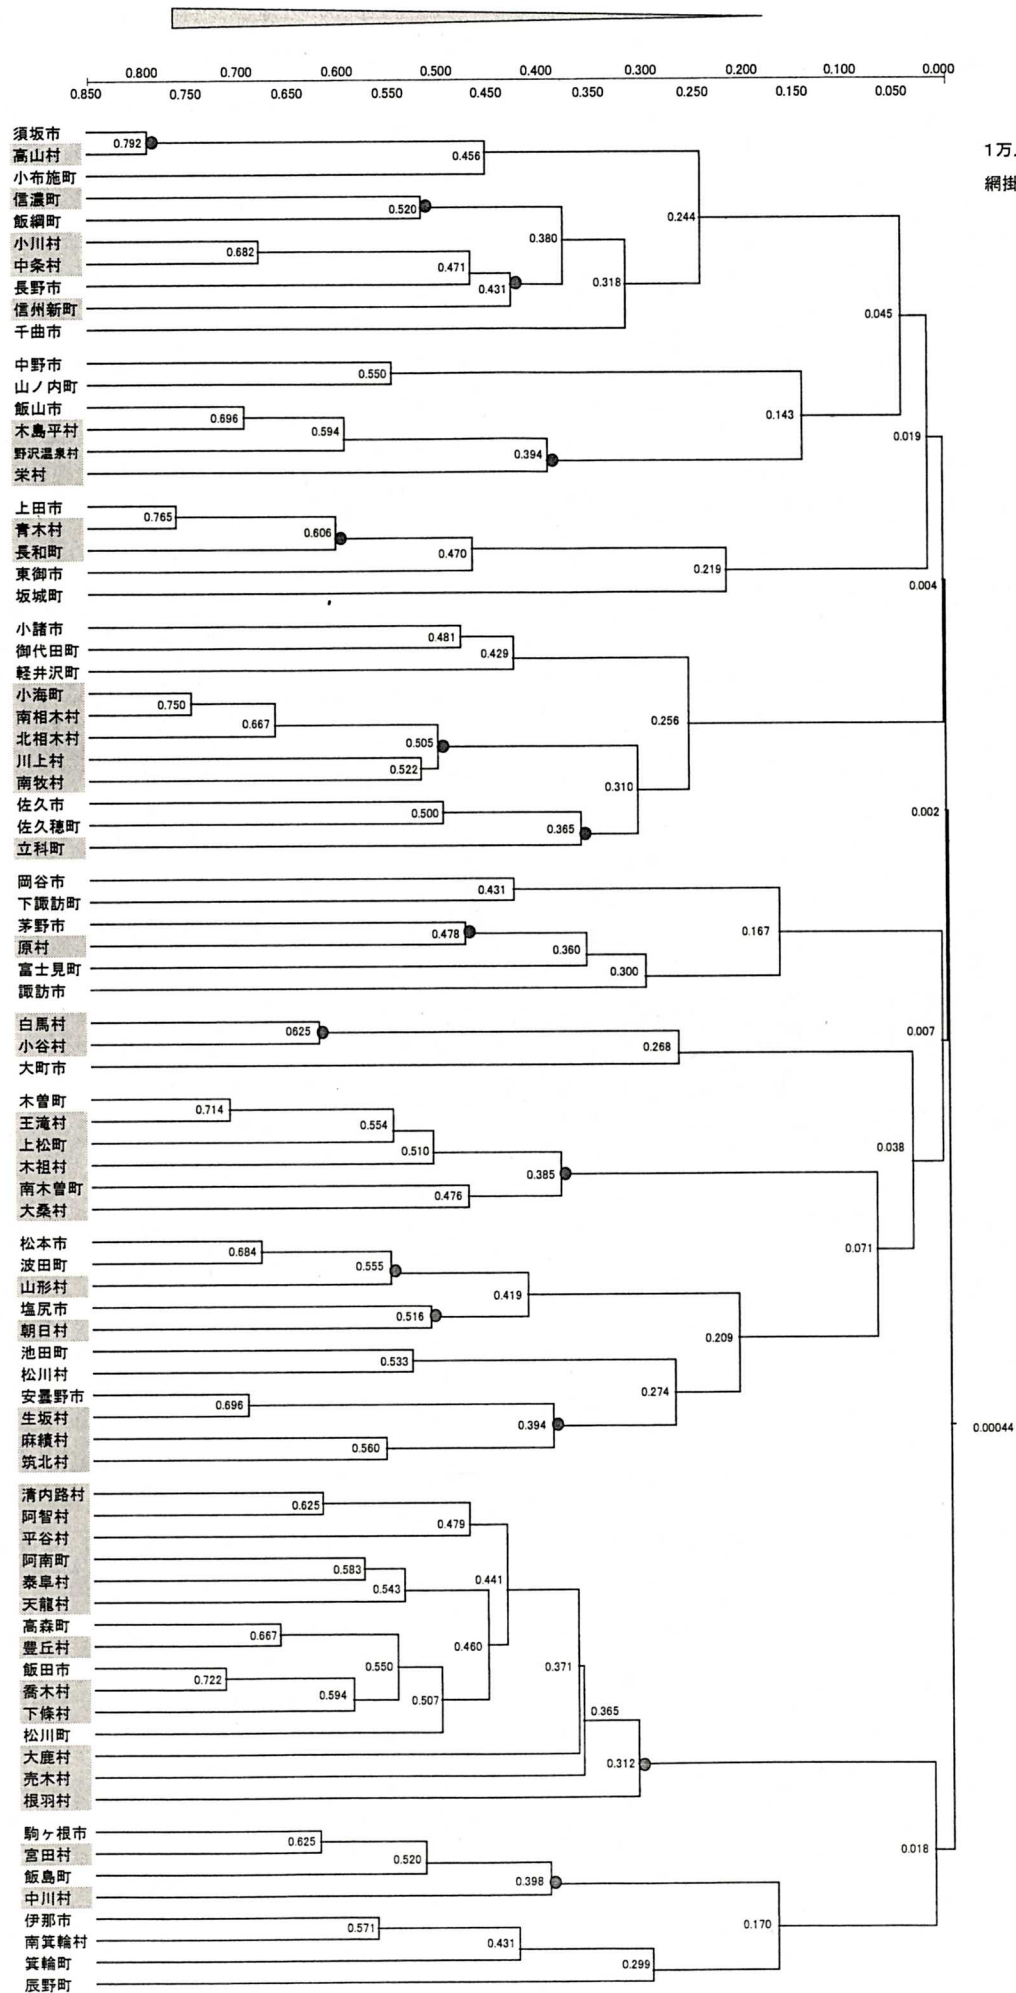 0.800 0.700 0.600 0.500 0.400 0.300 0.200 0.100 0.000
0.850 0.750 0.650 0.550 0.450 0.350 0.250 0.150 0.050
須坂市
0.792
高山村
0.456
小布施町
1万
網掛
信濃町
0.520
飯綱町
0.244
小川村
0.380
0.682
中条村
0.471
長野市
0.431
0.318
信州新町
0.045
千曲市
中野市
0.550
山ノ内町
飯山市
0.696
0.143
木島平村
0.594
0.019
野沢温泉村
0.394
栄村
上田市
0.765
青木村
0.606
長和町
0.470
東御市
0.219
坂城町
0.004
小諸市
0.481
御代田町
0.429
軽井沢町
小海町
0.750
南相木村
0.667
0.256
北相木村
0.505
川上村
0.522
南牧村
0.310
佐久市
0.500
0.002
佐久穂町
0.365
立科町
岡谷市
0.431
下諏訪町
茅野市
0.478
0.167
原村
0.360
富士見町
0.300
諏訪市
白馬村
0625
0.007
小谷村
0.268
大町市
木曽町
0.714
王滝村
0.554
上松町
0.510
0.038
木祖村
0.385
南木曽町
0.476
大桑村
松本市
0.684
0.071
波田町
0.555
山形村
0.419
塩尻市
0.516
朝日村
0.209
池田町
0.533
松川村
0.274
安曇野市
0.696
生坂村
0.394
0.00044
麻績村
0.560
筑北村
清内路村
0.625
阿智村
0.479
平谷村
阿南町
0.583
泰阜村
0.543
0.441
天龍村
高森町
0.667
豊丘村
0.460
飯田市
0.550
0.371
0.722
喬木村
0.594
0.507
下條村
0.365
松川町
大鹿村
0.312
売木村
根羽村
駒ヶ根市
0.625
0.018
宮田村
0.520
飯島町
0.398
中川村
伊那市
0.571
0.170
南箕輪村
0.431
箕輪町
0.299
辰野町